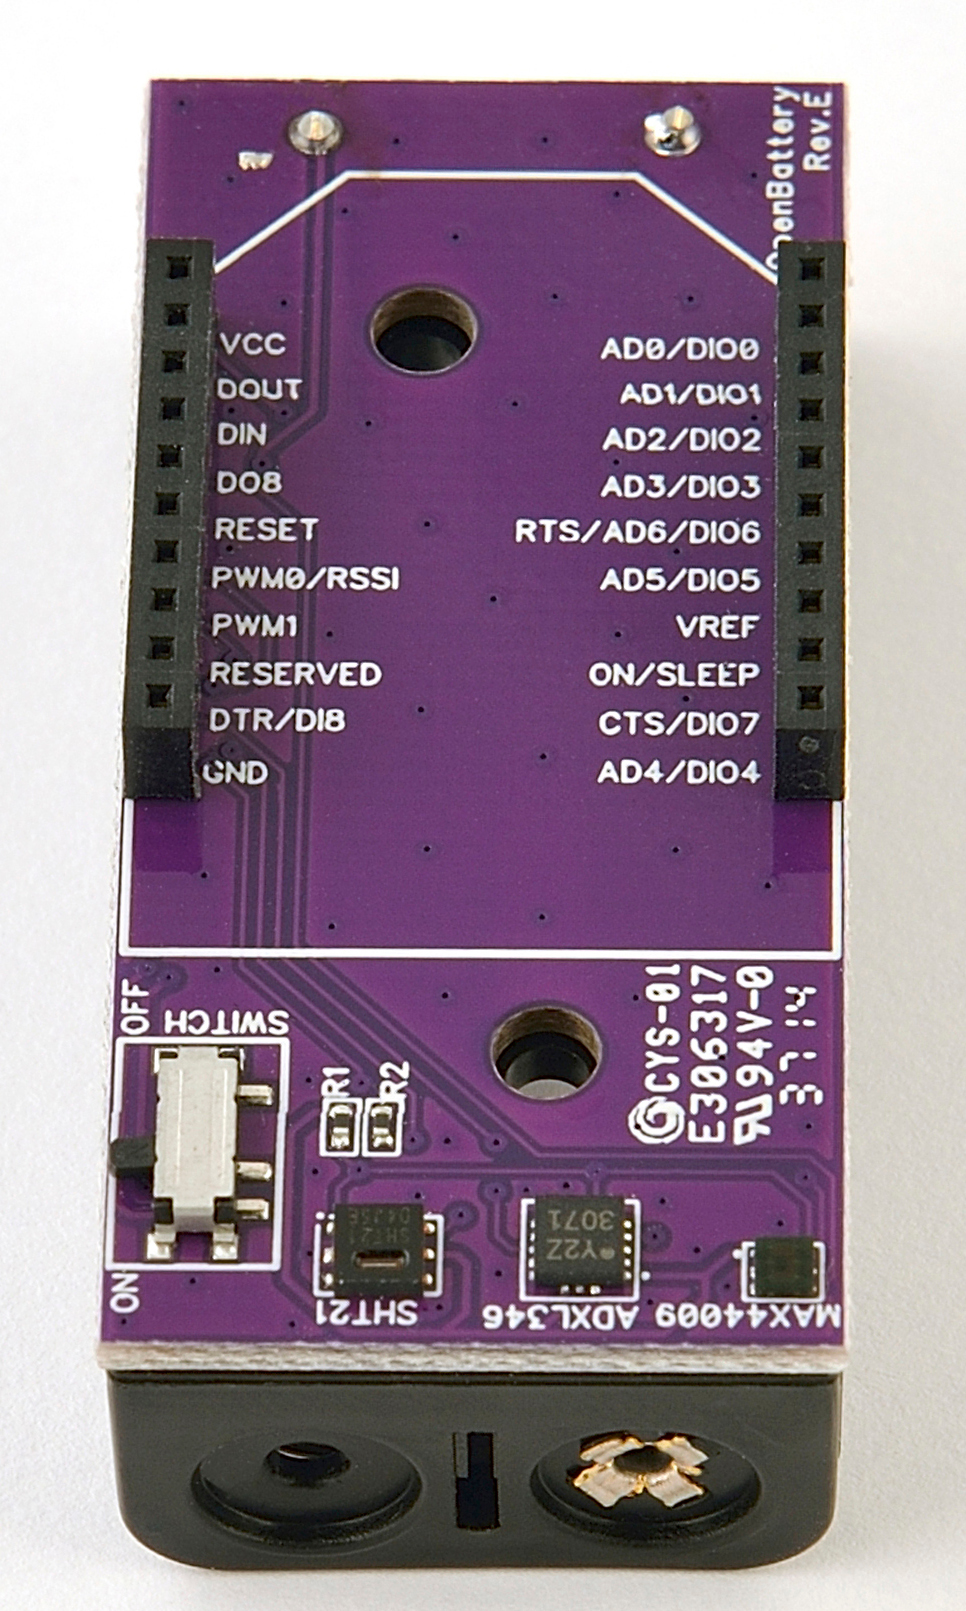 OpenBattery
Rev.E
VCC
DOUT
DIN
DO8
RESET
PWM0/RSSI
PWM1
RESERVED
DTR/DI8
GND
AD0/DIO0
AD1/DIO1
AD2/DIO2
AD3/DIO3
RTS/AD6/DIO6
AD5/DIO5
VREF
ON/SLEEP
CTS/DIO7
AD4/DIO4
OFF
SWITCH
ON
R1
R2
CYS-01
E306317
94V-0
37 14
SHT21
D4J5E
3071
Y2Z
SHT21
ADXL346
MAX44009